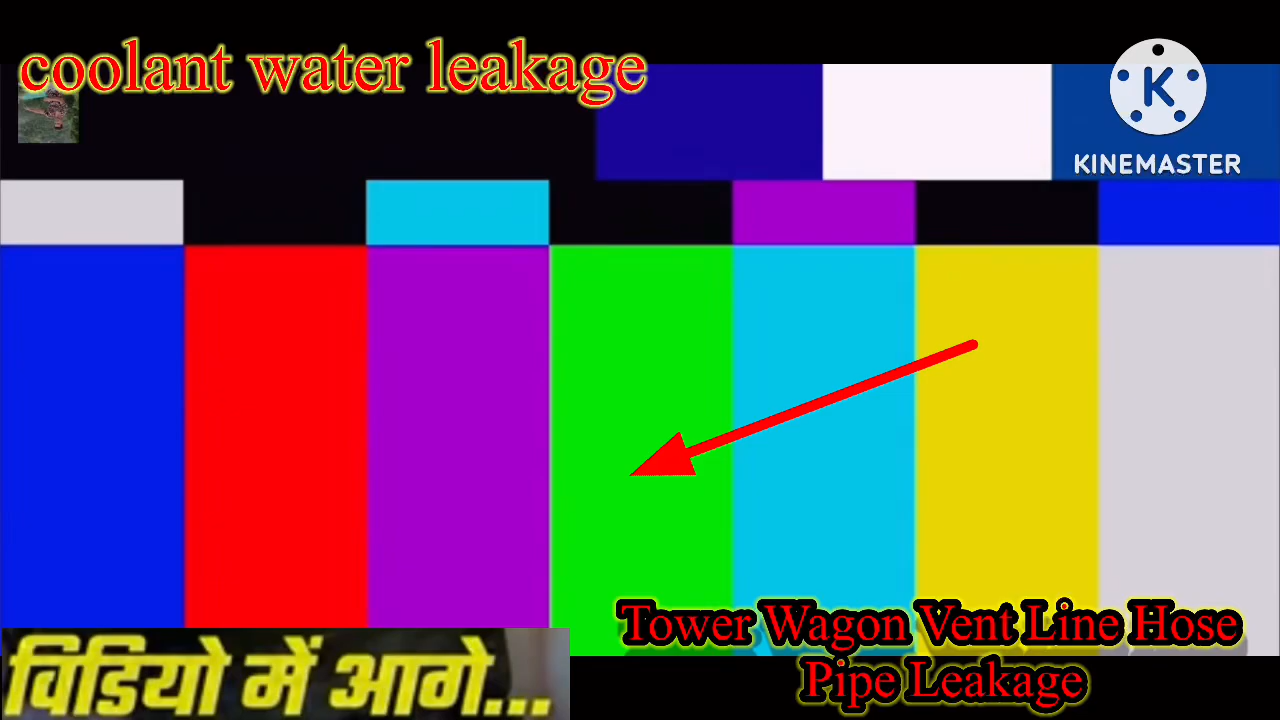 coolant water leakage
K
KINEMASTER
Tower Wagon Vent Line Hose
Pipe Leakage
विडियो में आगे...